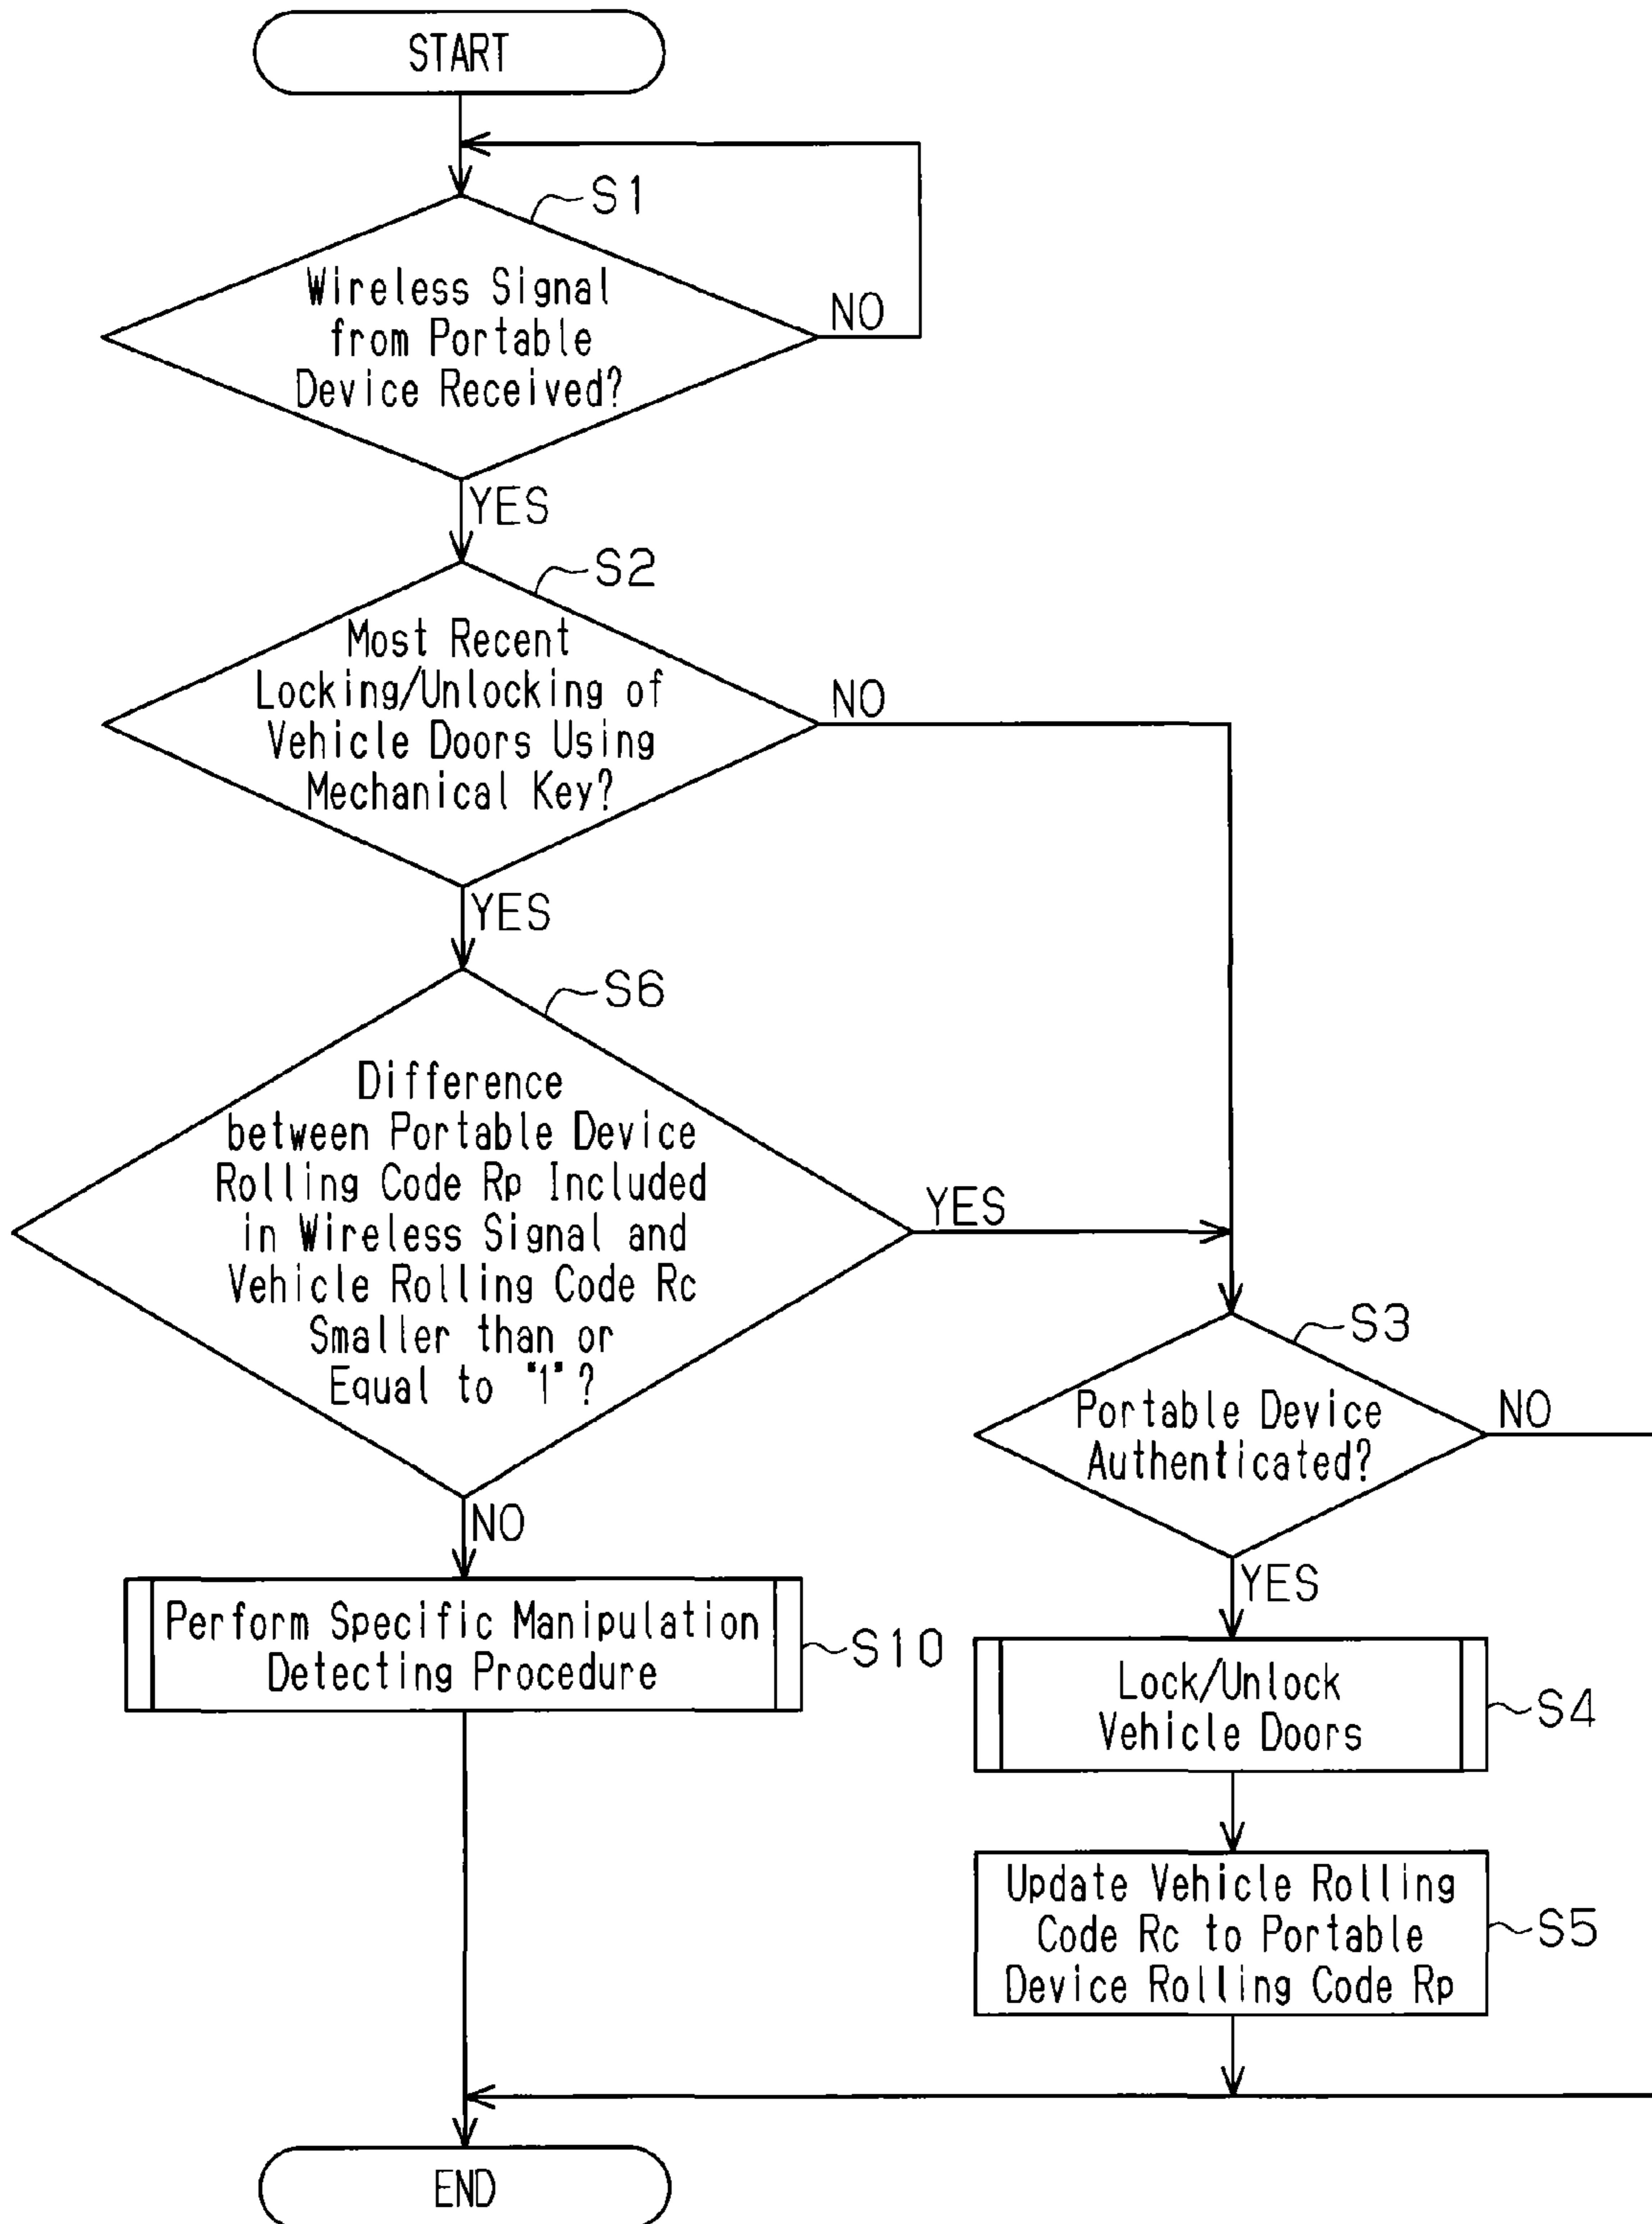 START
S1
Wireless Signal
from Portable
Device Received?
NO
YES
S2
Most Recent
Locking/Unlocking of
Vehicle Doors Using
Mechanical Key?
NO
YES
S6
Difference
between Portable Device
Rolling Code Rp Included
in Wireless Signal and
Vehicle Rolling Code Rc
Smaller than or
Equal to "1"?
YES
NO
S3
Portable Device
Authenticated?
NO
YES
Perform Specific Manipulation
Detecting Procedure
S10
Lock/Unlock
Vehicle Doors
S4
Update Vehicle Rolling
Code Rc to Portable
Device Rolling Code Rp
S5
END